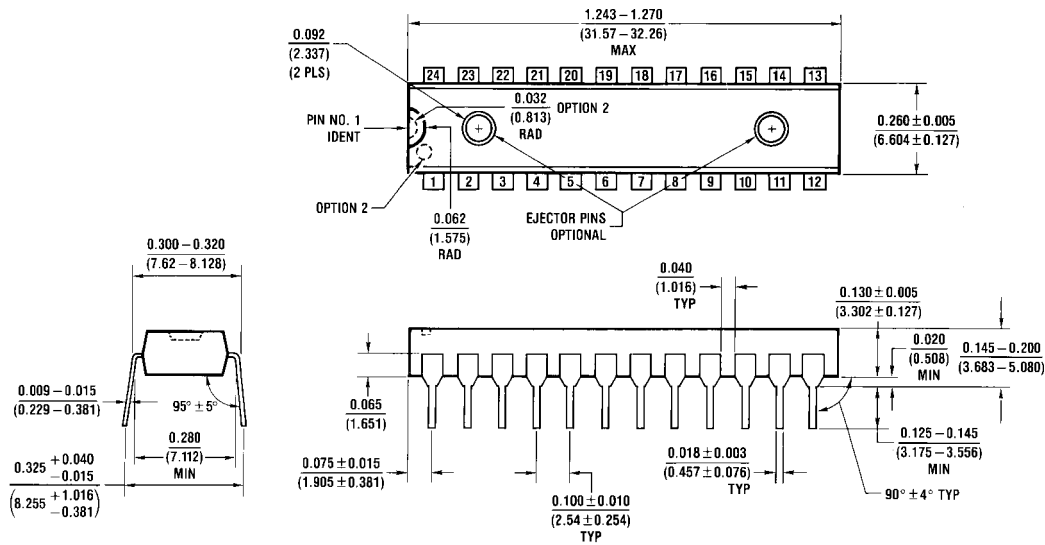 1.243 – 1.270
(31.57 – 32.26)
MAX
0.092
(2.337)
(2 PLS)
24 23 22 21 20 19 18 17 16 15 14 13
0.032
(0.813)
RAD
OPTION 2
PIN NO. 1
IDENT
0.260 ± 0.005
(6.604 ± 0.127)
1 2 3 4 5 6 7 8 9 10 11 12
OPTION 2
0.062
(1.575)
RAD
EJECTOR PINS
OPTIONAL
0.300 – 0.320
(7.62 – 8.128)
0.009 – 0.015
(0.229 – 0.381)
95° ± 5°
0.280
(7.112)
MIN
0.325 +0.040
–0.015
(8.255 +1.016
–0.381)
0.040
(1.016)
TYP
0.130 ± 0.005
(3.302 ± 0.127)
0.020
(0.508)
MIN
0.145 – 0.200
(3.683 – 5.080)
0.065
(1.651)
0.075 ± 0.015
(1.905 ± 0.381)
0.100 ± 0.010
(2.54 ± 0.254)
TYP
0.018 ± 0.003
(0.457 ± 0.076)
TYP
0.125 – 0.145
(3.175 – 3.556)
MIN
90° ± 4° TYP